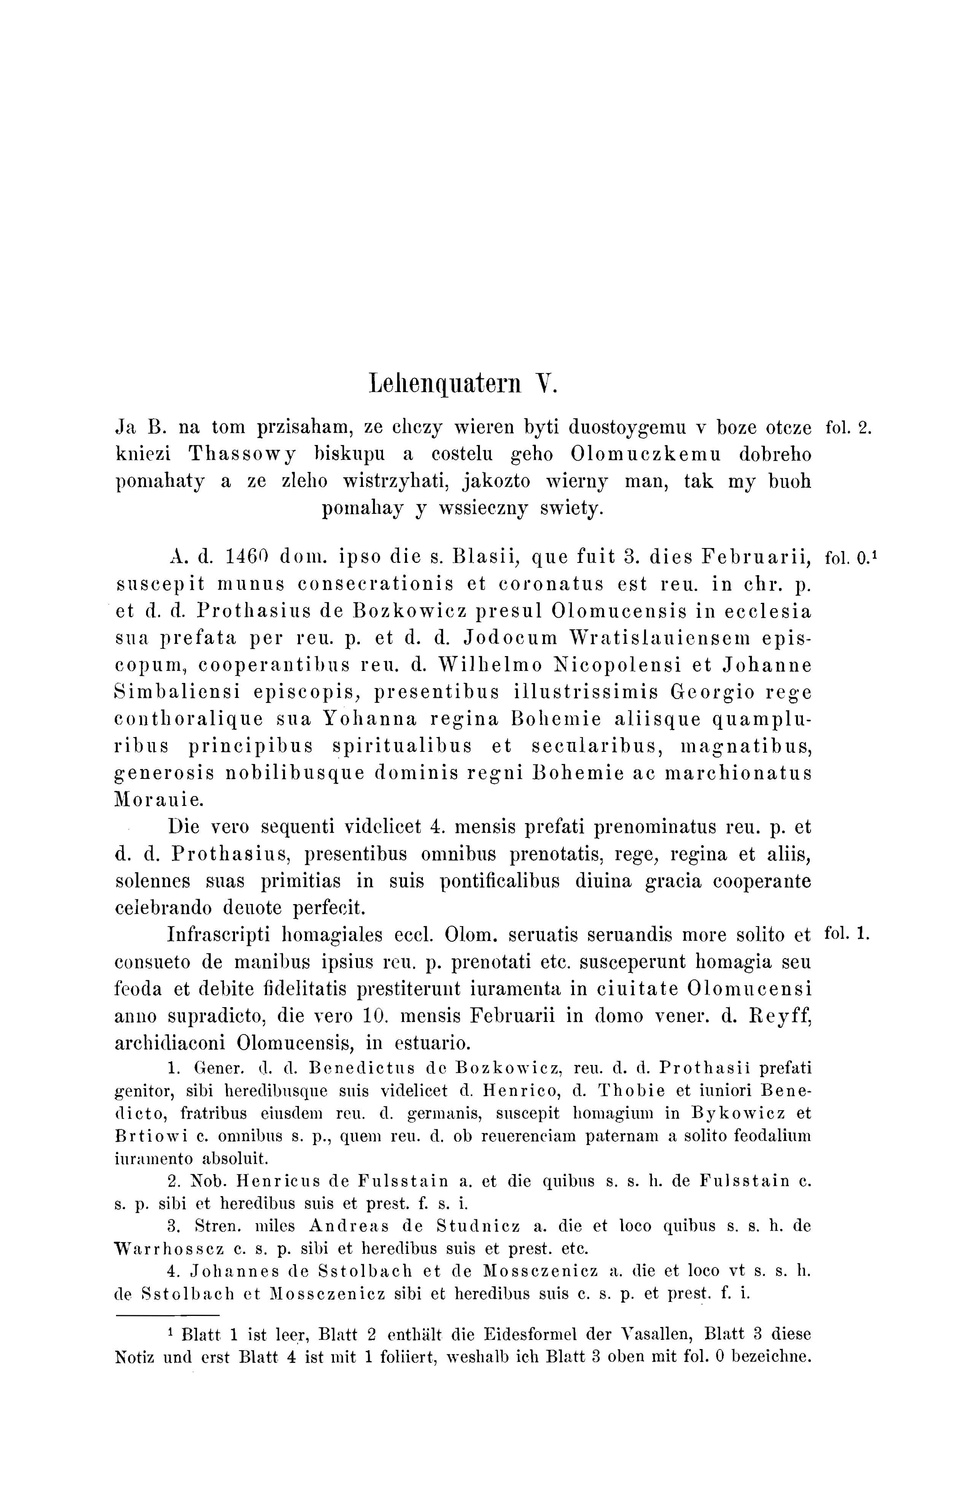 Lehenquatern V.
Ja B. na tom przisaham, ze chczy wieren byti duostoygemu v boze otcze fol. 2.
kniezi Thassowy biskupu a costelu geho Olomuczkemu dobreho
pomahaty a ze zleho wistrzyhati, jakozto wierny man, tak my buoh
pomahay y wssieczny swiety.
A. d. 1460 dom. ipso die s. Blasii, que fuit 3. dies Februarii, fol. 0.¹
suscepit munus consecrationis et coronatus est reu. in chr. p.
et d. d. Prothasius de Bozkowicz presul Olomucensis in ecclesia
sua prefata per reu. p. et d. d. Jodocum Wratislauiensem epis-
copum, cooperantibus reu. d. Wilhelmo Nicopolensi et Johanne
Simbaliensi episcopis, presentibus illustrissimis Georgio rege
conthoralique sua Yohanna regina Bohemie aliisque quamplu-
ribus principibus spiritualibus et secularibus, magnatibus,
generosis nobilibusque dominis regni Bohemie ac marchionatus
Morauie.
Die vero sequenti videlicet 4. mensis prefati prenominatus reu. p. et
d. d. Prothasius, presentibus omnibus prenotatis, rege, regina et aliis,
solennes suas primitias in suis pontificalibus diuina gracia cooperante
celebrando deuote perfecit.
Infrascripti homagiales eccl. Olom. seruatis seruandis more solito et fol. 1.
consueto de manibus ipsius reu. p. prenotati etc. susceperunt homagia seu
feoda et debite fidelitatis prestiterunt iuramenta in ciuitate Olomucensi
anno supradicto, die vero 10. mensis Februarii in domo vener. d. Reyff,
archidiaconi Olomucensis, in estuario.
1. Gener. d. d. Benedictus de Bozkowicz, reu. d. d. Prothasii prefati
genitor, sibi heredibusque suis videlicet d. Henrico, d. Thobie et iuniori Bene-
dicto, fratribus eiusdem reu. d. germanis, suscepit homagium in Bykowicz et
Brtiowi c. omnibus s. p., quem reu. d. ob reuerenciam paternam a solito feodalium
iuramento absoluit.
2. Nob. Henricus de Fulsstain a. et die quibus s. s. h. de Fulsstain c.
s. p. sibi et heredibus suis et prest. f. s. i.
3. Stren. miles Andreas de Studnicz a. die et loco quibus s. s. h. de
Warrhosscz c. s. p. sibi et heredibus suis et prest. etc.
4. Johannes de Sstolbach et de Mossczenicz a. die et loco vt s. s. h.
de Sstolbach et Mossczenicz sibi et heredibus suis c. s. p. et prest. f. i.
¹ Blatt 1 ist leer, Blatt 2 enthält die Eidesformel der Vasallen, Blatt 3 diese
Notiz und erst Blatt 4 ist mit 1 foliiert, weshalb ich Blatt 3 oben mit fol. 0 bezeichne.